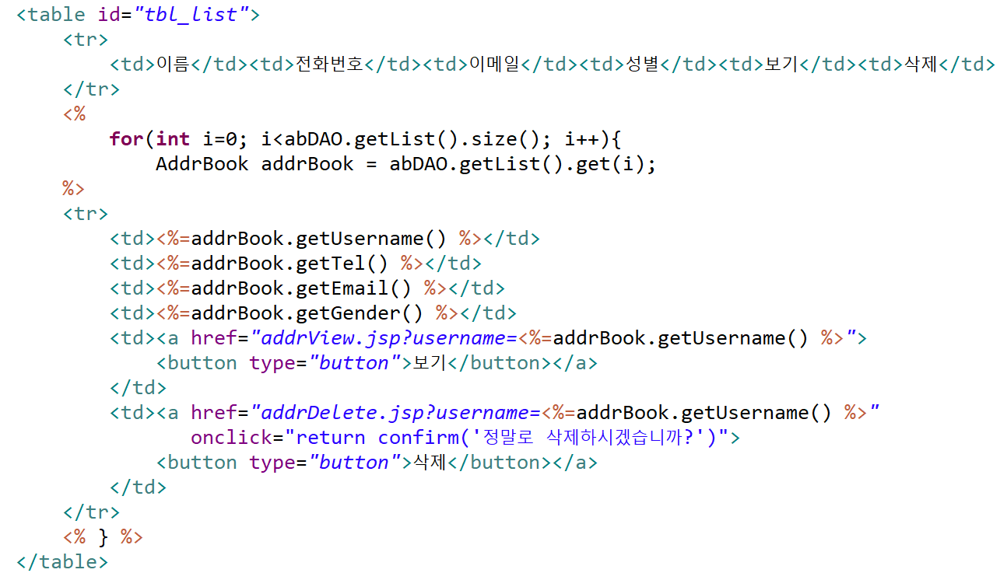 <table id="tbl_list">
<tr>
<td>이름</td><td>전화번호</td><td>이메일</td><td>성별</td><td>보기</td><td>삭제</td>
</tr>
<%
for(int i=0; i<abDAO.getList().size(); i++){
AddrBook addrBook = abDAO.getList().get(i);
%>
<tr>
<td><%=addrBook.getUsername() %></td>
<td><%=addrBook.getTel() %></td>
<td><%=addrBook.getEmail() %></td>
<td><%=addrBook.getGender() %></td>
<td><a href="addrView.jsp?username=<%=addrBook.getUsername() %>">
<button type="button">보기</button></a>
</td>
<td><a href="addrDelete.jsp?username=<%=addrBook.getUsername() %>"
onclick="return confirm('정말로 삭제하시겠습니까?')">
<button type="button">삭제</button></a>
</td>
</tr>
<% } %>
</table>